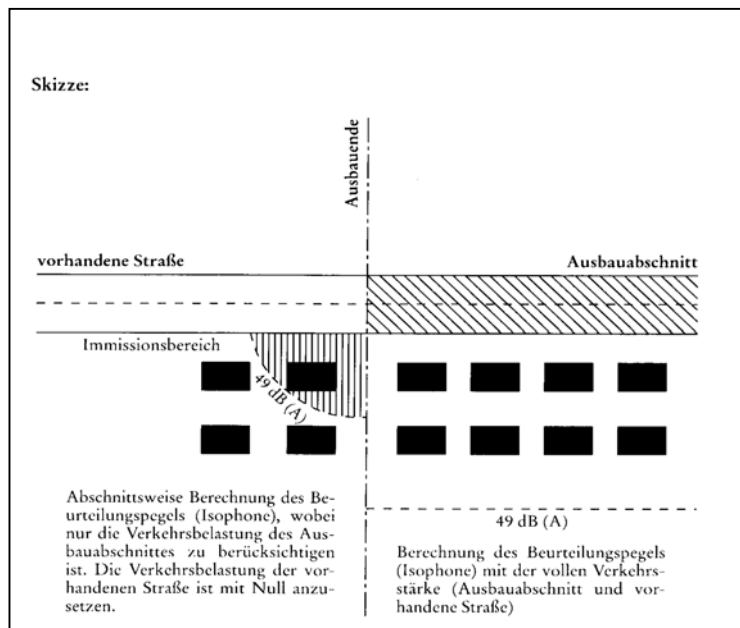 Skizze:
Ausbauende
vorhandene Straße
Ausbauabschnitt
Immissionsbereich
49 dB (A)
Abschnittsweise Berechnung des Be-
urteilungspegels (Isophone), wobei
nur die Verkehrsbelastung des Aus-
bauabschnittes zu berücksichtigen
ist. Die Verkehrsbelastung der vor-
handenen Straße ist mit Null anzu-
setzen.
49 dB (A)
Berechnung des Beurteilungspegels
(Isophone) mit der vollen Verkehrs-
stärke (Ausbauabschnitt und vor-
handene Straße)